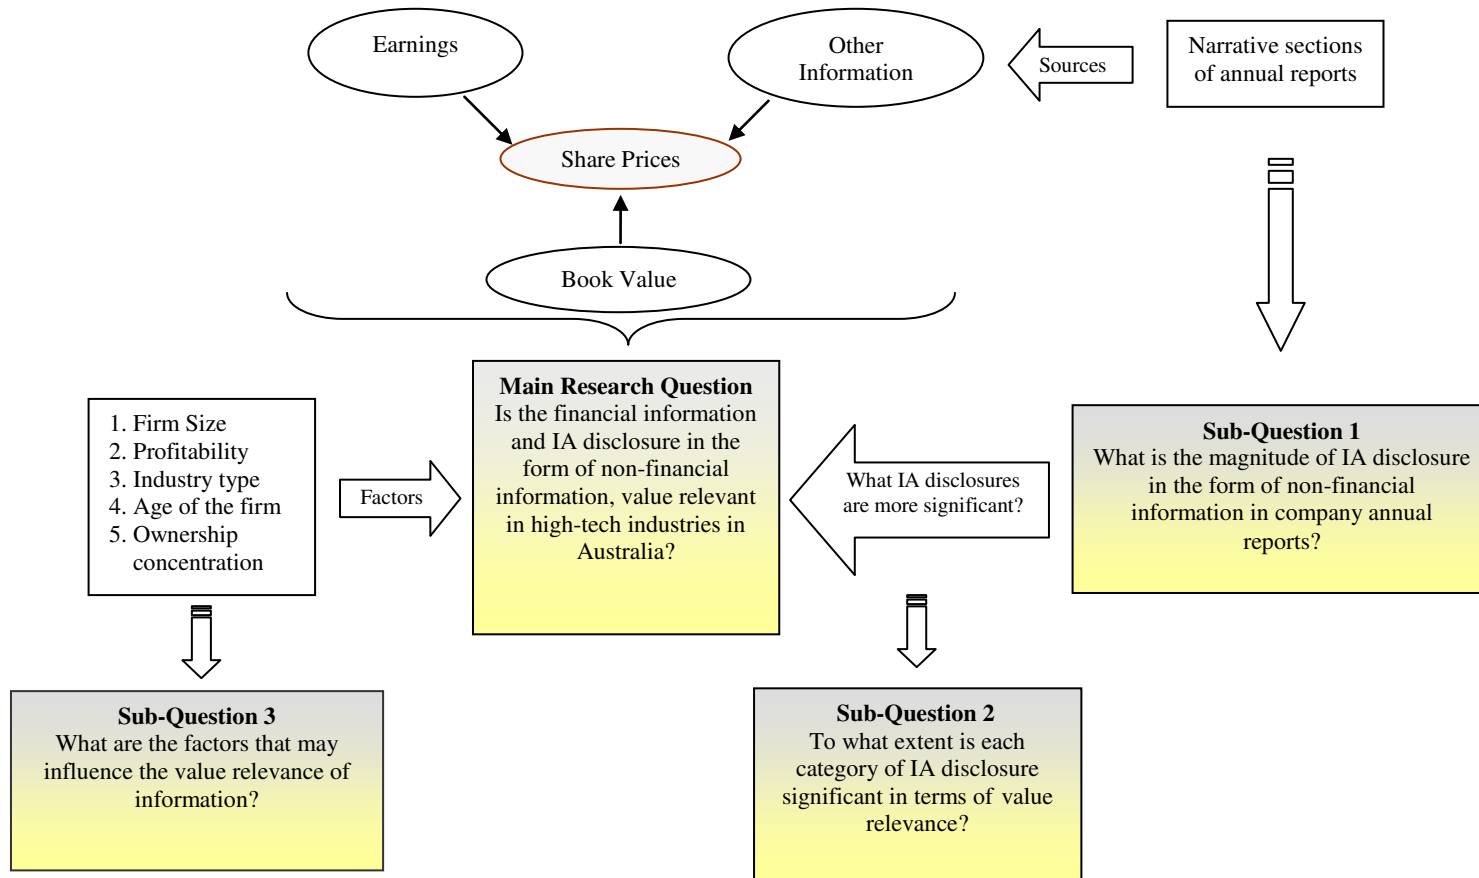 Earnings
Other
Information
Sources
Narrative sections
of annual reports
Share Prices
Book Value
Main Research Question
Is the financial information
and IA disclosure in the
form of non-financial
information, value relevant
in high-tech industries in
Australia?
1. Firm Size
2. Profitability
3. Industry type
4. Age of the firm
5. Ownership
concentration
Factors
What IA disclosures
are more significant?
Sub-Question 1
What is the magnitude of IA disclosure
in the form of non-financial
information in company annual
reports?
Sub-Question 3
What are the factors that may
influence the value relevance of
information?
Sub-Question 2
To what extent is each
category of IA disclosure
significant in terms of value
relevance?